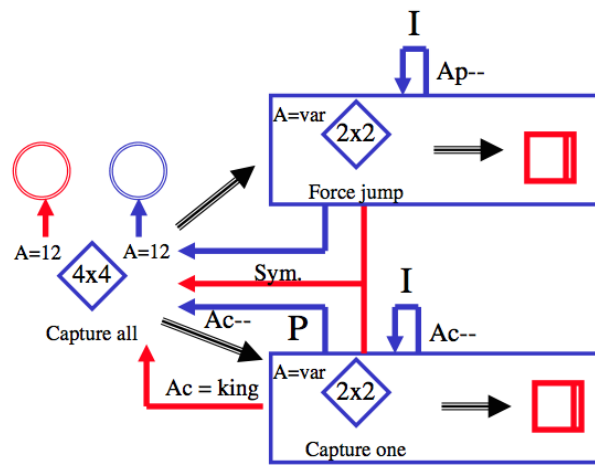 I
Ap--
A=var
2x2
Force jump
A=12
A=12
4x4
Capture all
Sym.
I
Ac--
P
Ac--
A=var
2x2
Ac = king
Capture one